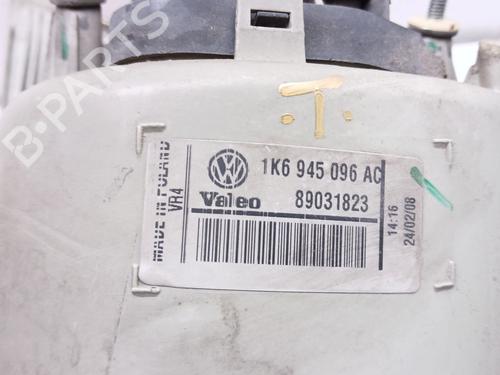 B-PARTS
.T.
MADE IN POLAND
VR4
1K6 945 096 AC
Valeo 89031823
14:16
24/02/08